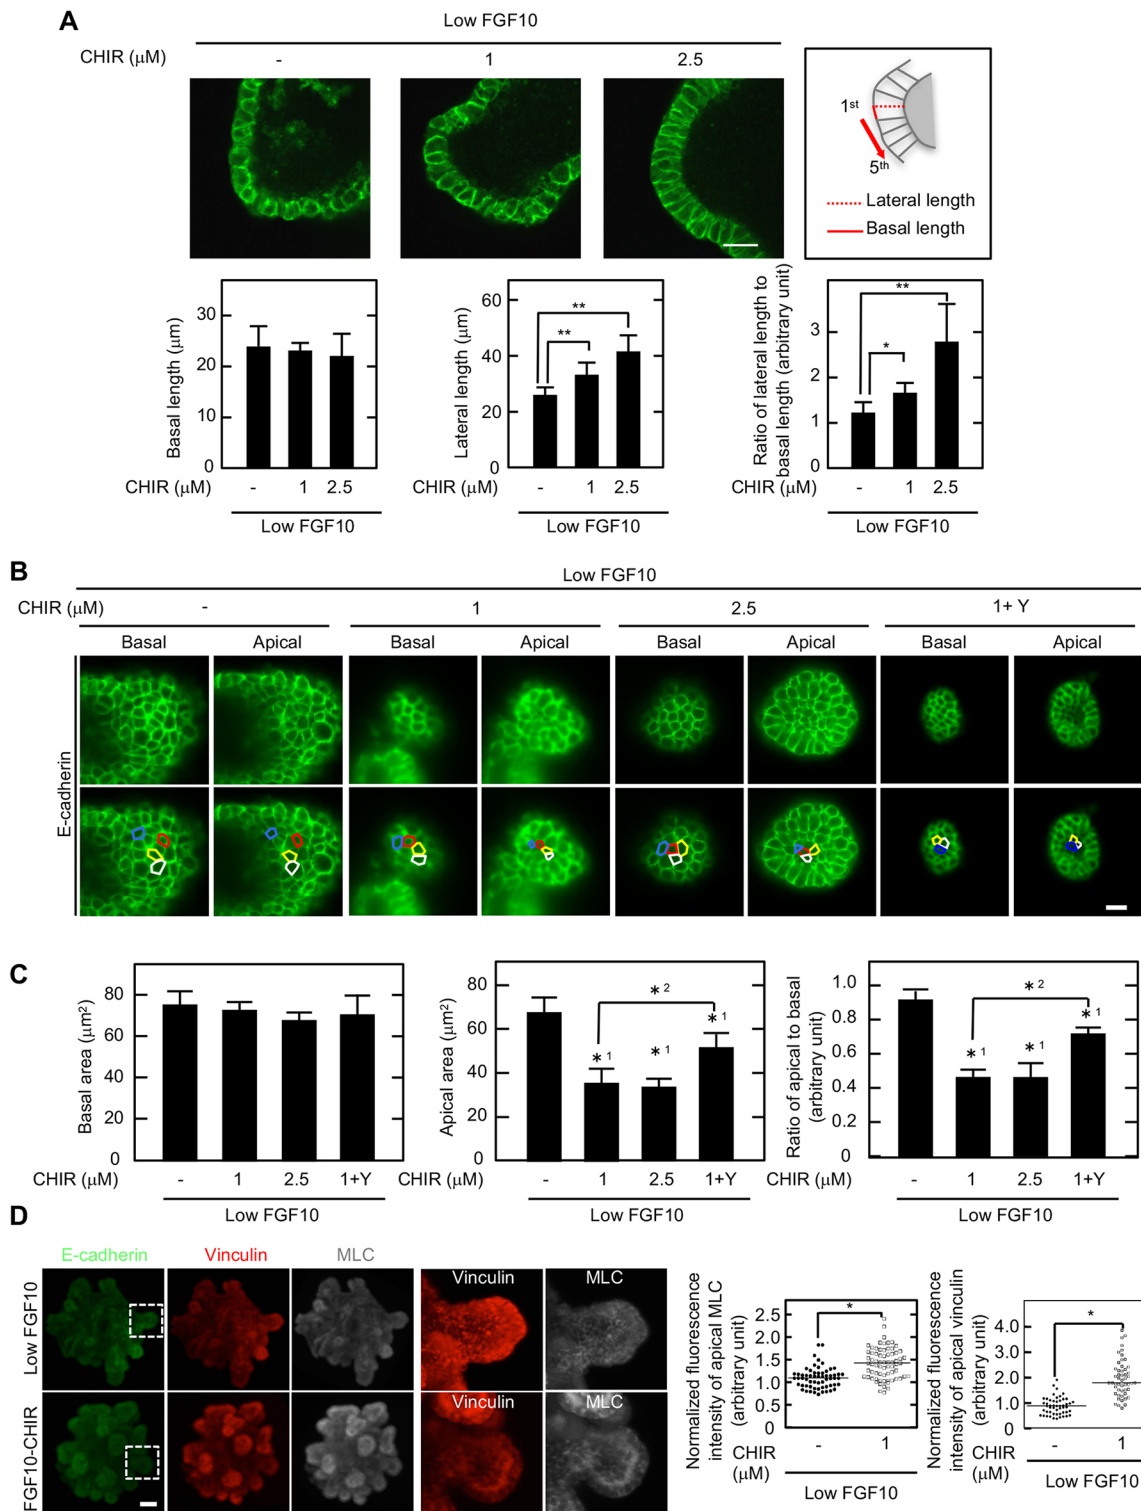 A
Low FGF10
CHIR (μM)
-
1
2.5
1st
5th
Lateral length
Basal length
Basal length (μm)
30
20
10
0
CHIR (μM)
-
1
2.5
Low FGF10
Lateral length (μm)
60
40
20
0
**
**
CHIR (μM)
-
1
2.5
Low FGF10
Ratio of lateral length to
basal length (arbitrary unit)
3
2
1
0
**
*
CHIR (μM)
-
1
2.5
Low FGF10
B
Low FGF10
CHIR (μM)
-
1
2.5
1+ Y
Basal
Apical
Basal
Apical
Basal
Apical
Basal
Apical
E-cadherin
C
Basal area (μm2)
80
60
40
20
0
CHIR (μM)
-
1
2.5
1+Y
Low FGF10
Apical area (μm2)
80
60
40
20
0
* 2
* 1
* 1
* 1
CHIR (μM)
-
1
2.5
1+Y
Low FGF10
Ratio of apical to basal
(arbitrary unit)
1.0
0.8
0.6
0.4
0.2
0
* 2
* 1
* 1
* 1
CHIR (μM)
-
1
2.5
1+Y
Low FGF10
D
E-cadherin
Vinculin
MLC
Vinculin
MLC
Low FGF10
FGF10-CHIR
Vinculin
MLC
Normalized fluorescence
intensity of apical MLC
(arbitrary unit)
2.5
2.0
1.5
1.0
0.5
0
*
CHIR
(μM)
-
1
Low FGF10
Normalized fluorescence
intensity of apical vinculin
(arbitrary unit)
4.0
3.0
2.0
1.0
0
*
CHIR
(μM)
-
1
Low FGF10